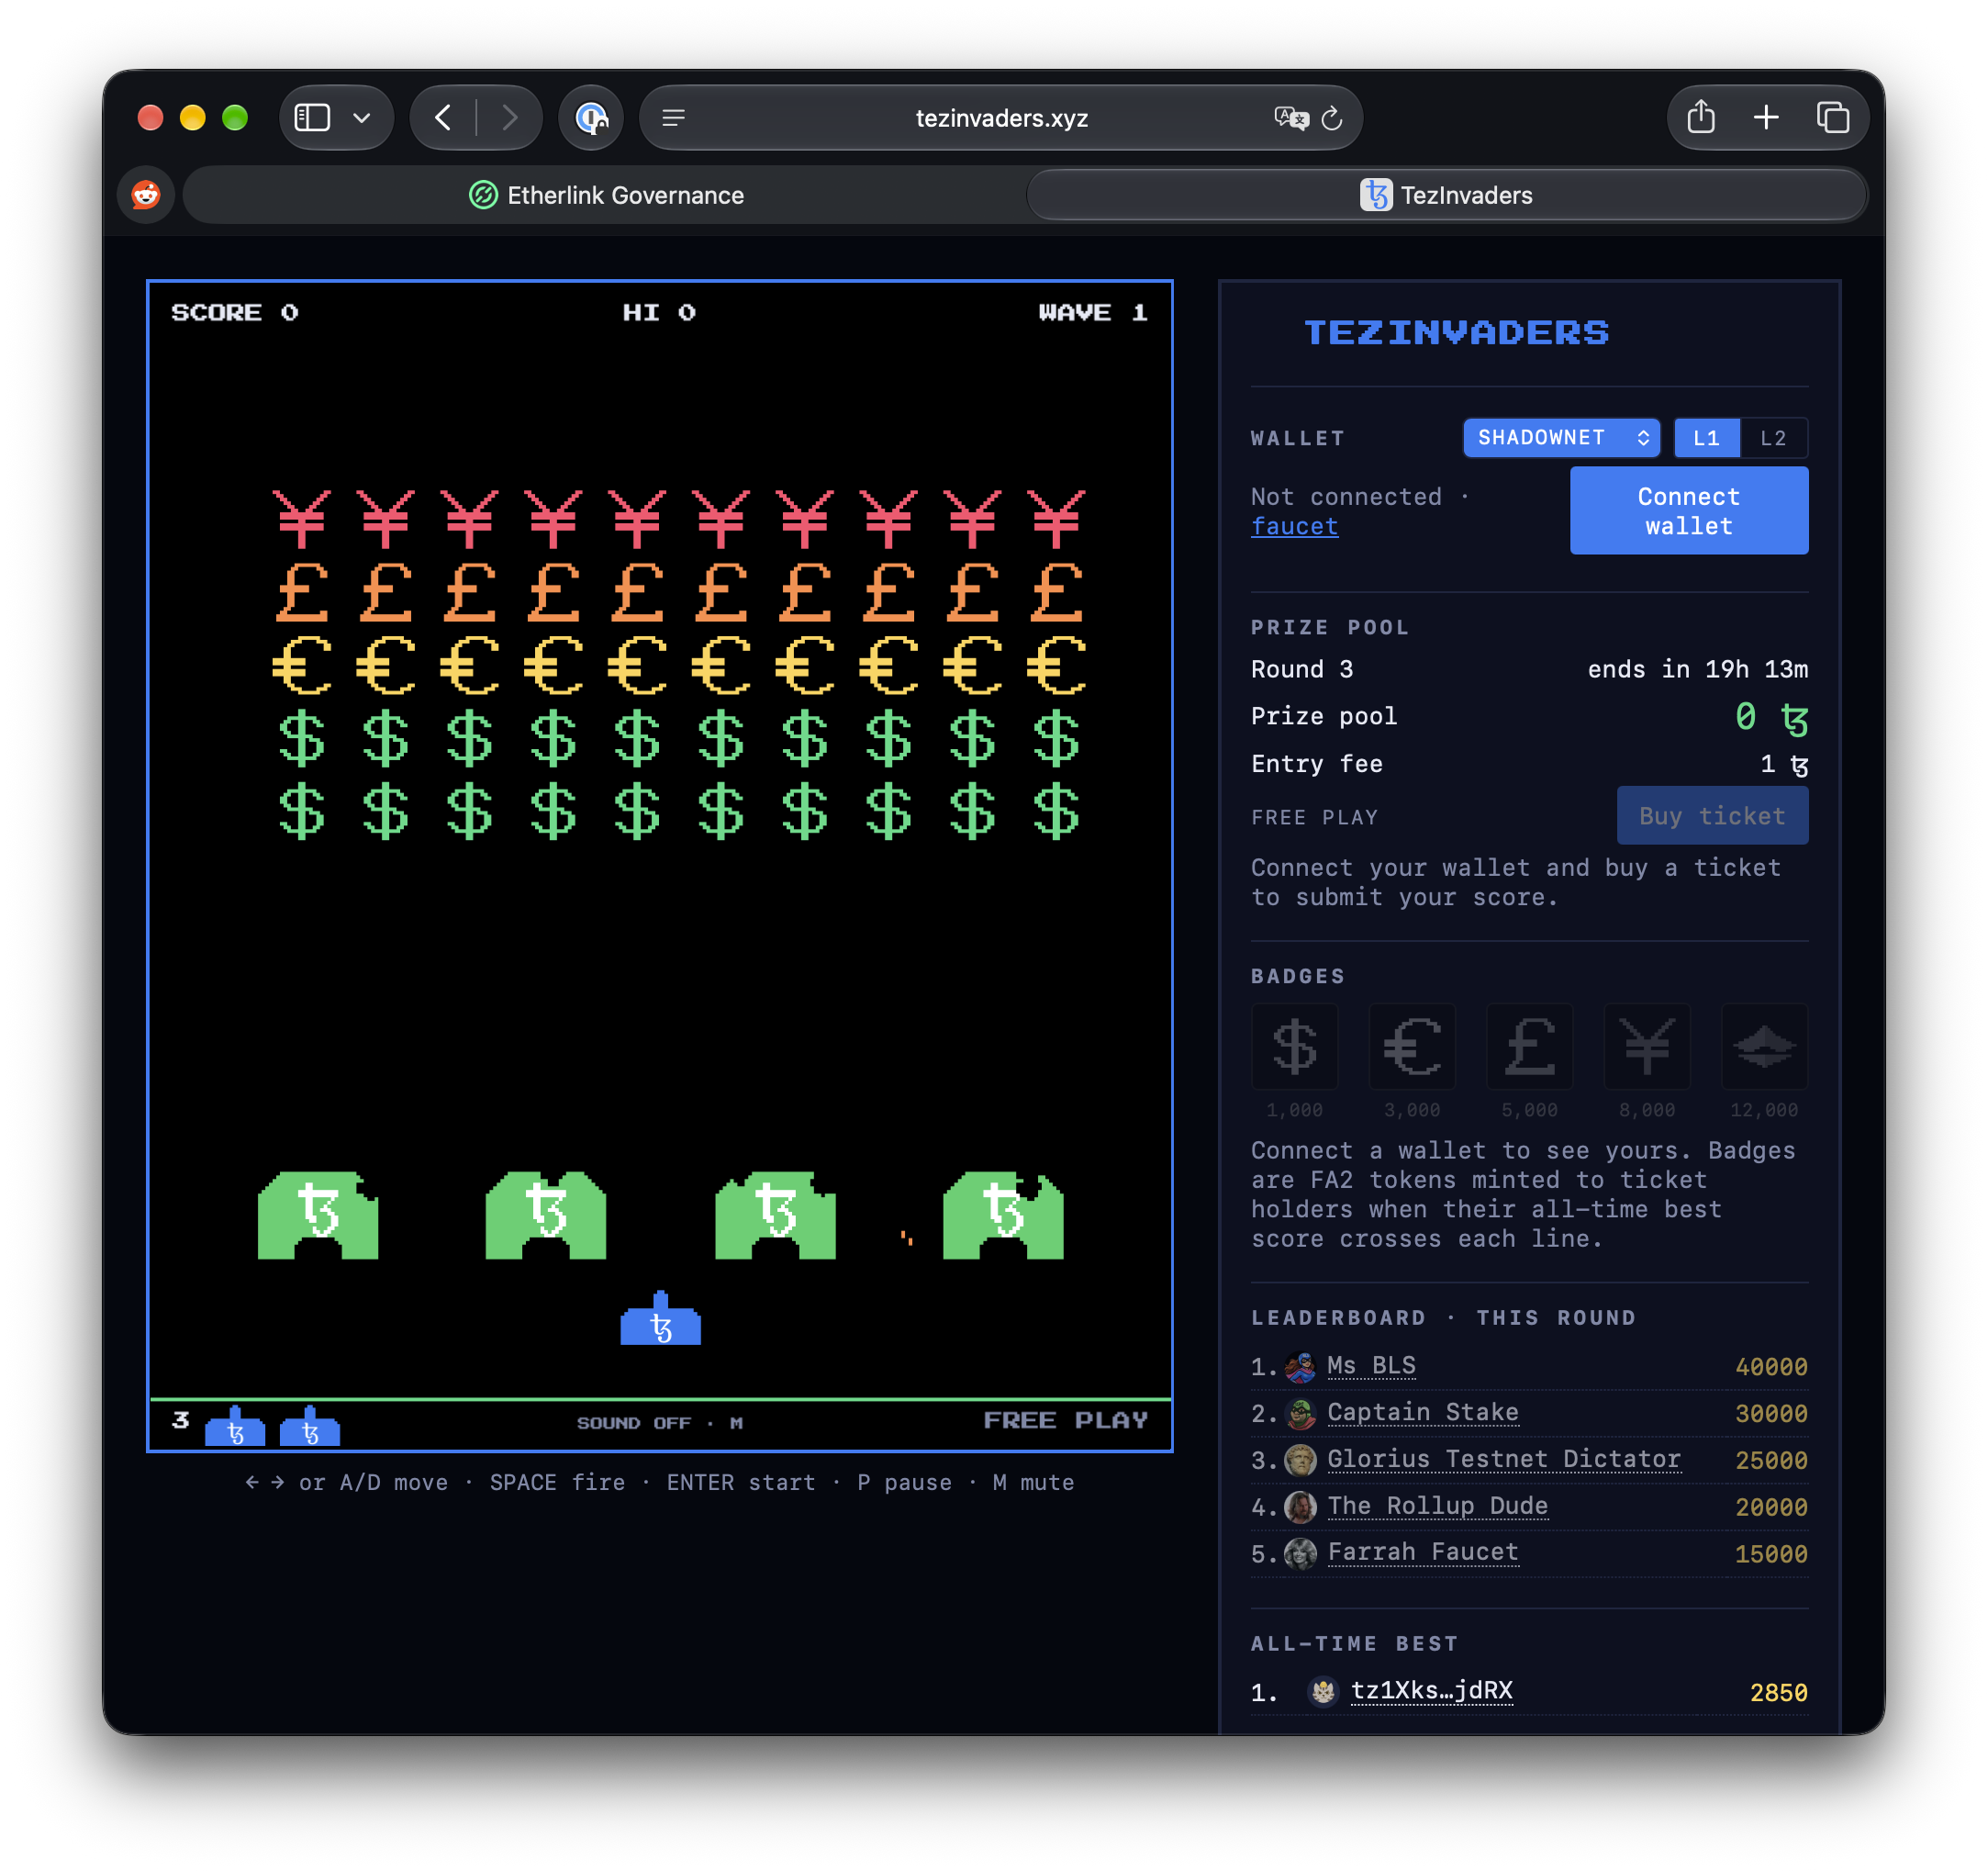 tezinvaders.xyz
Etherlink Governance
TezInvaders
SCORE 0 HI 0 WAVE 1
¥ ¥ ¥ ¥ ¥ ¥ ¥ ¥ ¥ ¥
£ £ £ £ £ £ £ £ £ £
€ € € € € € € € € €
$ $ $ $ $ $ $ $ $ $
$ $ $ $ $ $ $ $ $ $
ꜩ ꜩ ꜩ ꜩ
ꜩ
3 ꜩ ꜩ SOUND OFF · M FREE PLAY
← → or A/D move · SPACE fire · ENTER start · P pause · M mute
TEZINVADERS
WALLET SHADOWNET L1 L2
Not connected ·
faucet
Connect
wallet
PRIZE POOL
Round 3 ends in 19h 13m
Prize pool 0 ꜩ
Entry fee 1 ꜩ
FREE PLAY Buy ticket
Connect your wallet and buy a ticket
to submit your score.
BADGES
$ € £ ¥
1,000 3,000 5,000 8,000 12,000
Connect a wallet to see yours. Badges
are FA2 tokens minted to ticket
holders when their all-time best
score crosses each line.
LEADERBOARD · THIS ROUND
1. Ms BLS 40000
2. Captain Stake 30000
3. Glorius Testnet Dictator 25000
4. The Rollup Dude 20000
5. Farrah Faucet 15000
ALL-TIME BEST
1. tz1Xks…jdRX 2850